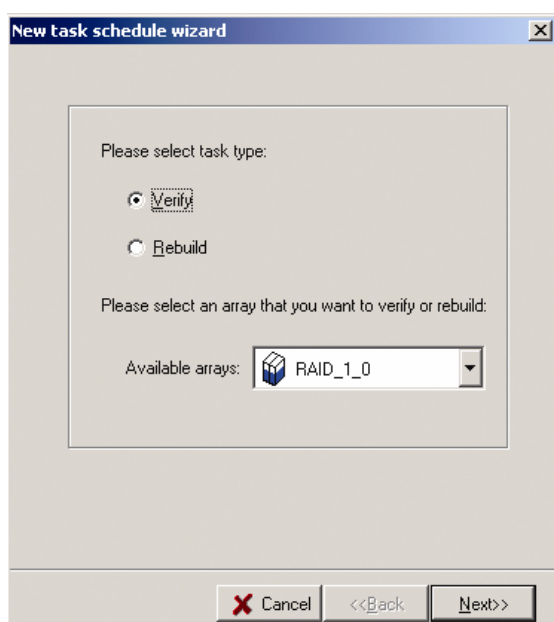 New task schedule wizard
Please select task type:
Verify
Rebuild
Please select an array that you want to verify or rebuild:
Available arrays: RAID_1_0
Cancel <<Back Next>>